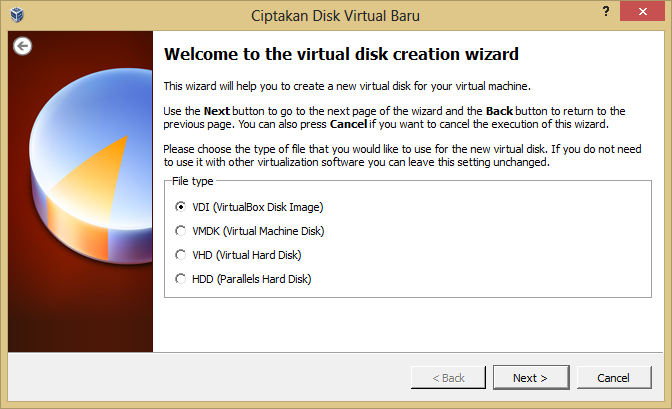 Ciptakan Disk Virtual Baru
?
Welcome to the virtual disk creation wizard
This wizard will help you to create a new virtual disk for your virtual machine.
Use the Next button to go to the next page of the wizard and the Back button to return to the
previous page. You can also press Cancel if you want to cancel the execution of this wizard.
Please choose the type of file that you would like to use for the new virtual disk. If you do not need
to use it with other virtualization software you can leave this setting unchanged.
File type
VDI (VirtualBox Disk Image)
VMDK (Virtual Machine Disk)
VHD (Virtual Hard Disk)
HDD (Parallels Hard Disk)
< Back Next > Cancel